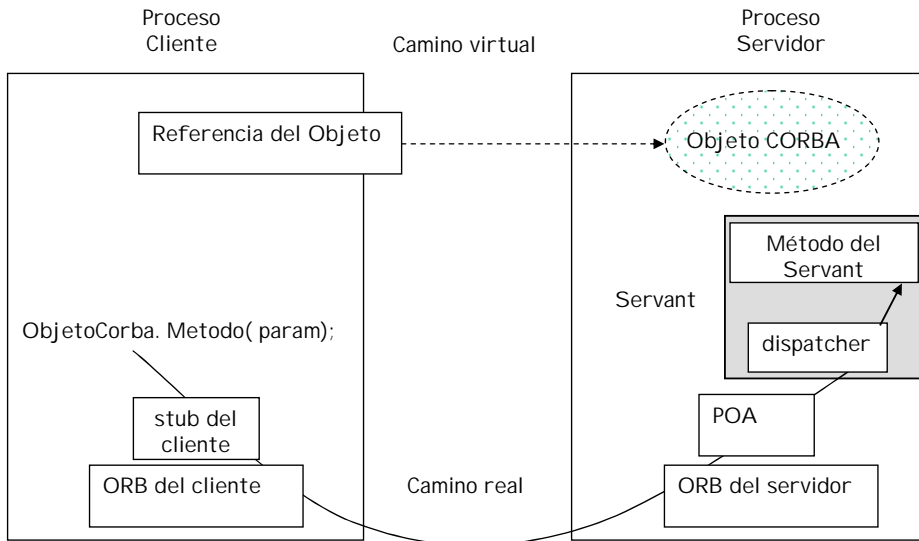 Proceso
Cliente
Camino virtual
Proceso
Servidor
Referencia del Objeto
Objeto CORBA
Método del
Servant
Servant
ObjetoCorba. Metodo( param);
dispatcher
stub del
cliente
POA
ORB del cliente
Camino real
ORB del servidor